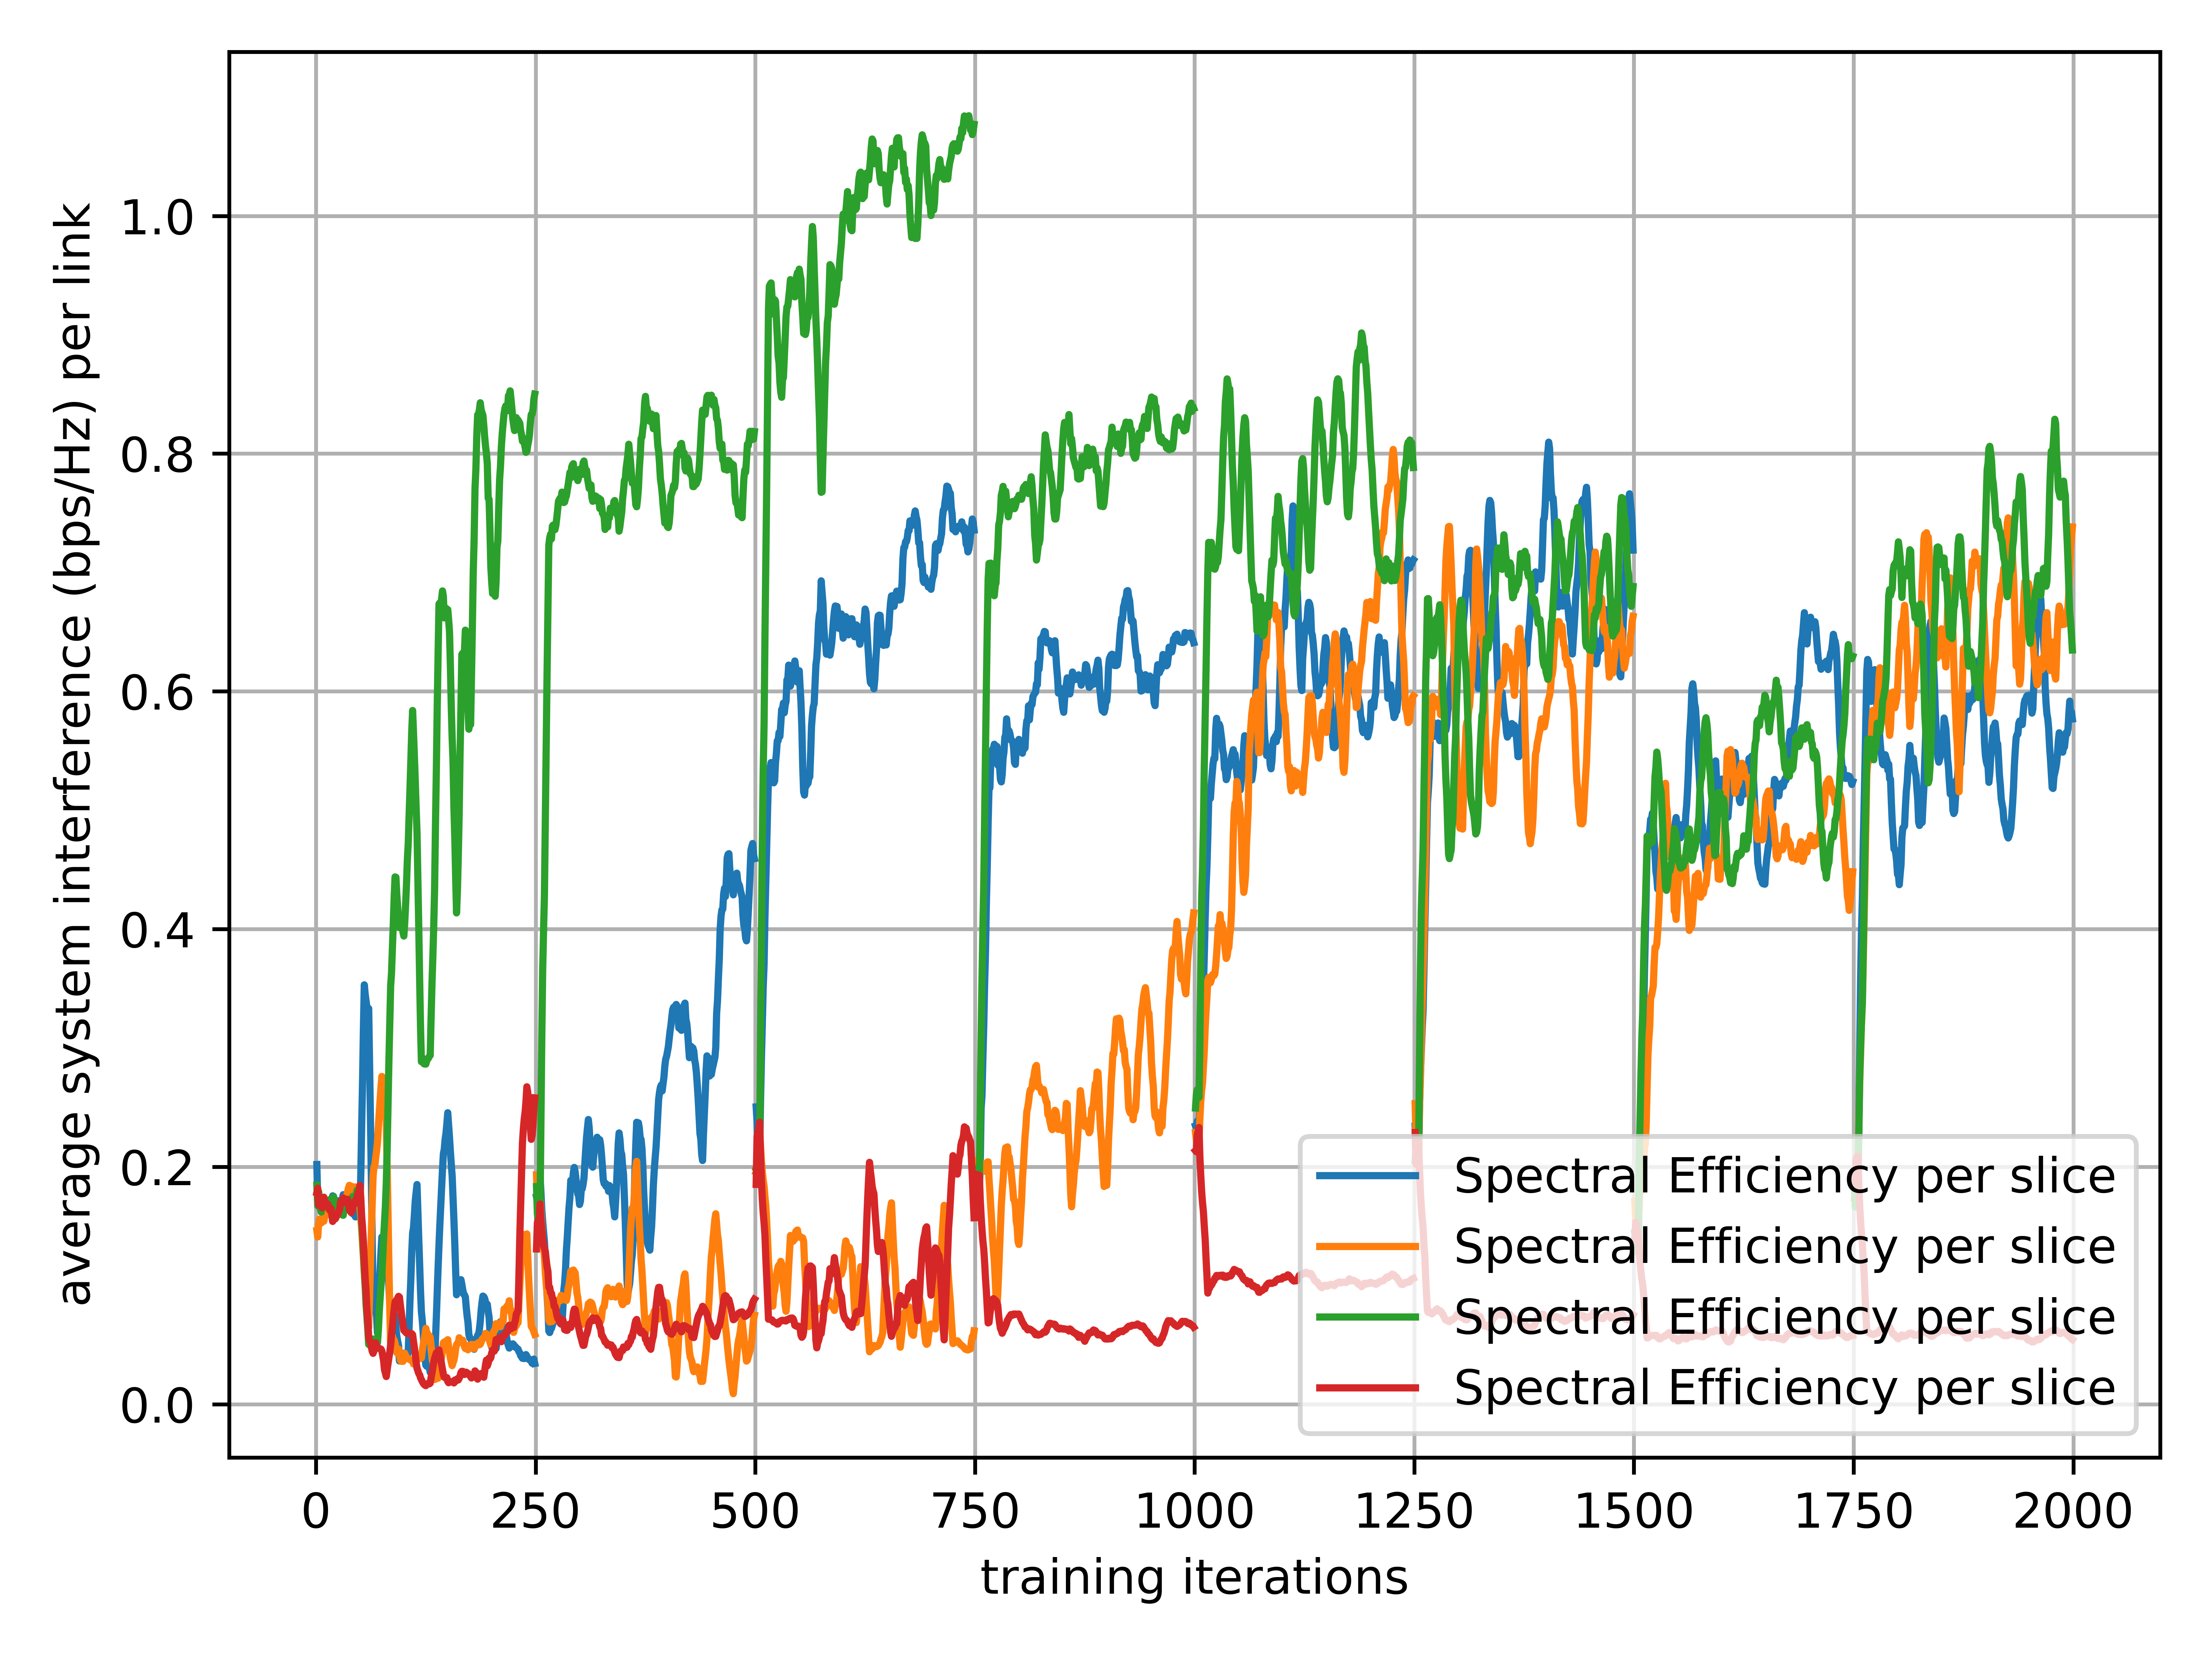 average system interference (bps/Hz) per link
1.0
0.8
0.6
0.4
0.2
0.0
Spectral Efficiency per slice
Spectral Efficiency per slice
Spectral Efficiency per slice
Spectral Efficiency per slice
0 250 500 750 1000 1250 1500 1750 2000
training iterations